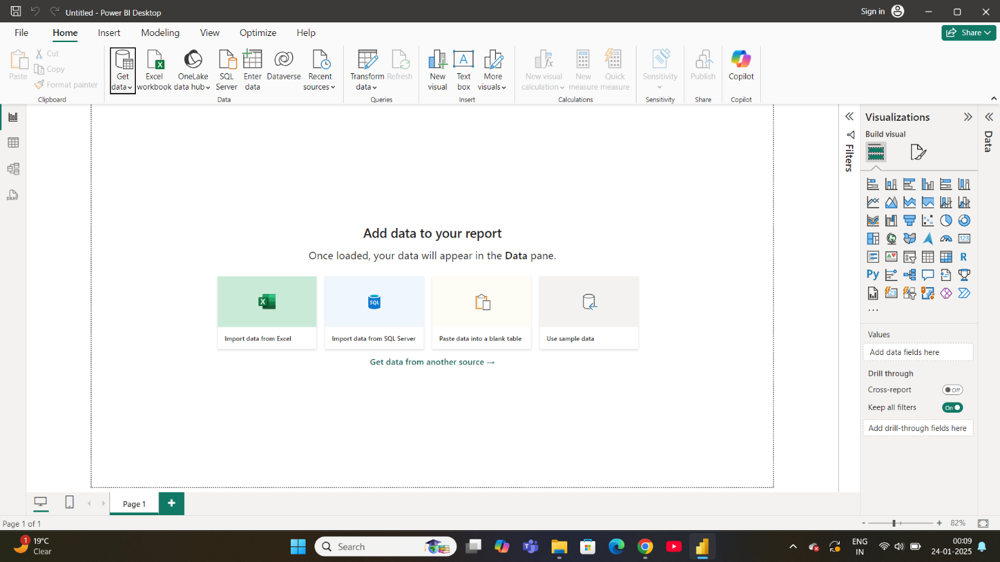 Untitled - Power BI Desktop
Sign in
File
Home
Insert
Modeling
View
Optimize
Help
Share
Paste
Cut
Copy
Format painter
Clipboard
Get data
Excel workbook
OneLake data hub
SQL Server
Enter data
Dataverse
Recent sources
Data
Transform data
Refresh
Queries
New visual
Text box
More visuals
Insert
New visual calculation
New measure
Quick measure
Calculations
Sensitivity
Sensitivity
Publish
Share
Copilot
Copilot
DAX
Add data to your report
Once loaded, your data will appear in the Data pane.
SQL
Import data from Excel
Import data from SQL Server
Paste data into a blank table
Use sample data
Get data from another source →
Filters
Visualizations
Build visual
123
R
Py
123
...
Values
Add data fields here
Drill through
Cross-report
Off
Keep all filters
On
Add drill-through fields here
Data
Page 1
+
Page 1 of 1
- + 82%
1
19°C
Clear
Search
ENG
IN
00:09
24-01-2025